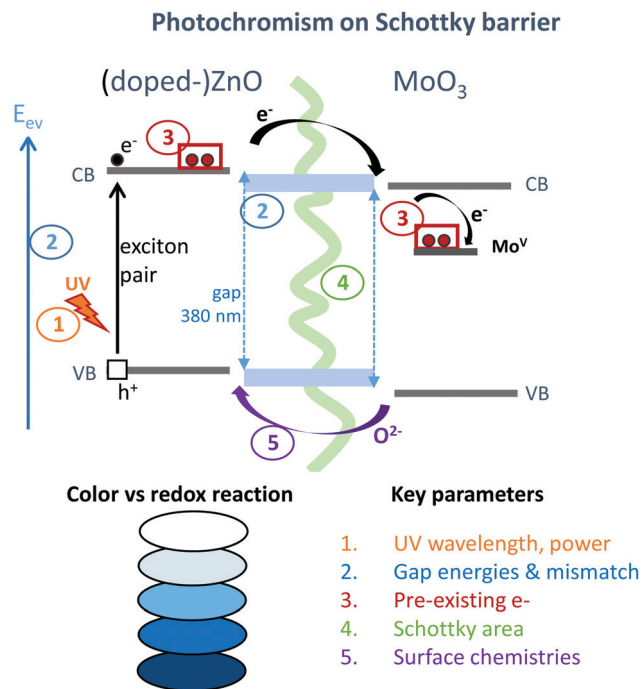 Photochromism on Schottky barrier
(doped-)ZnO
MoO₃
E_ev
e⁻
3
e⁻
CB
CB
2
2
3
e⁻
Mo^V
exciton
pair
UV
1
gap
380 nm
4
VB
h⁺
VB
5
O²⁻
Color vs redox reaction
Key parameters
1. UV wavelength, power
2. Gap energies & mismatch
3. Pre-existing e-
4. Schottky area
5. Surface chemistries